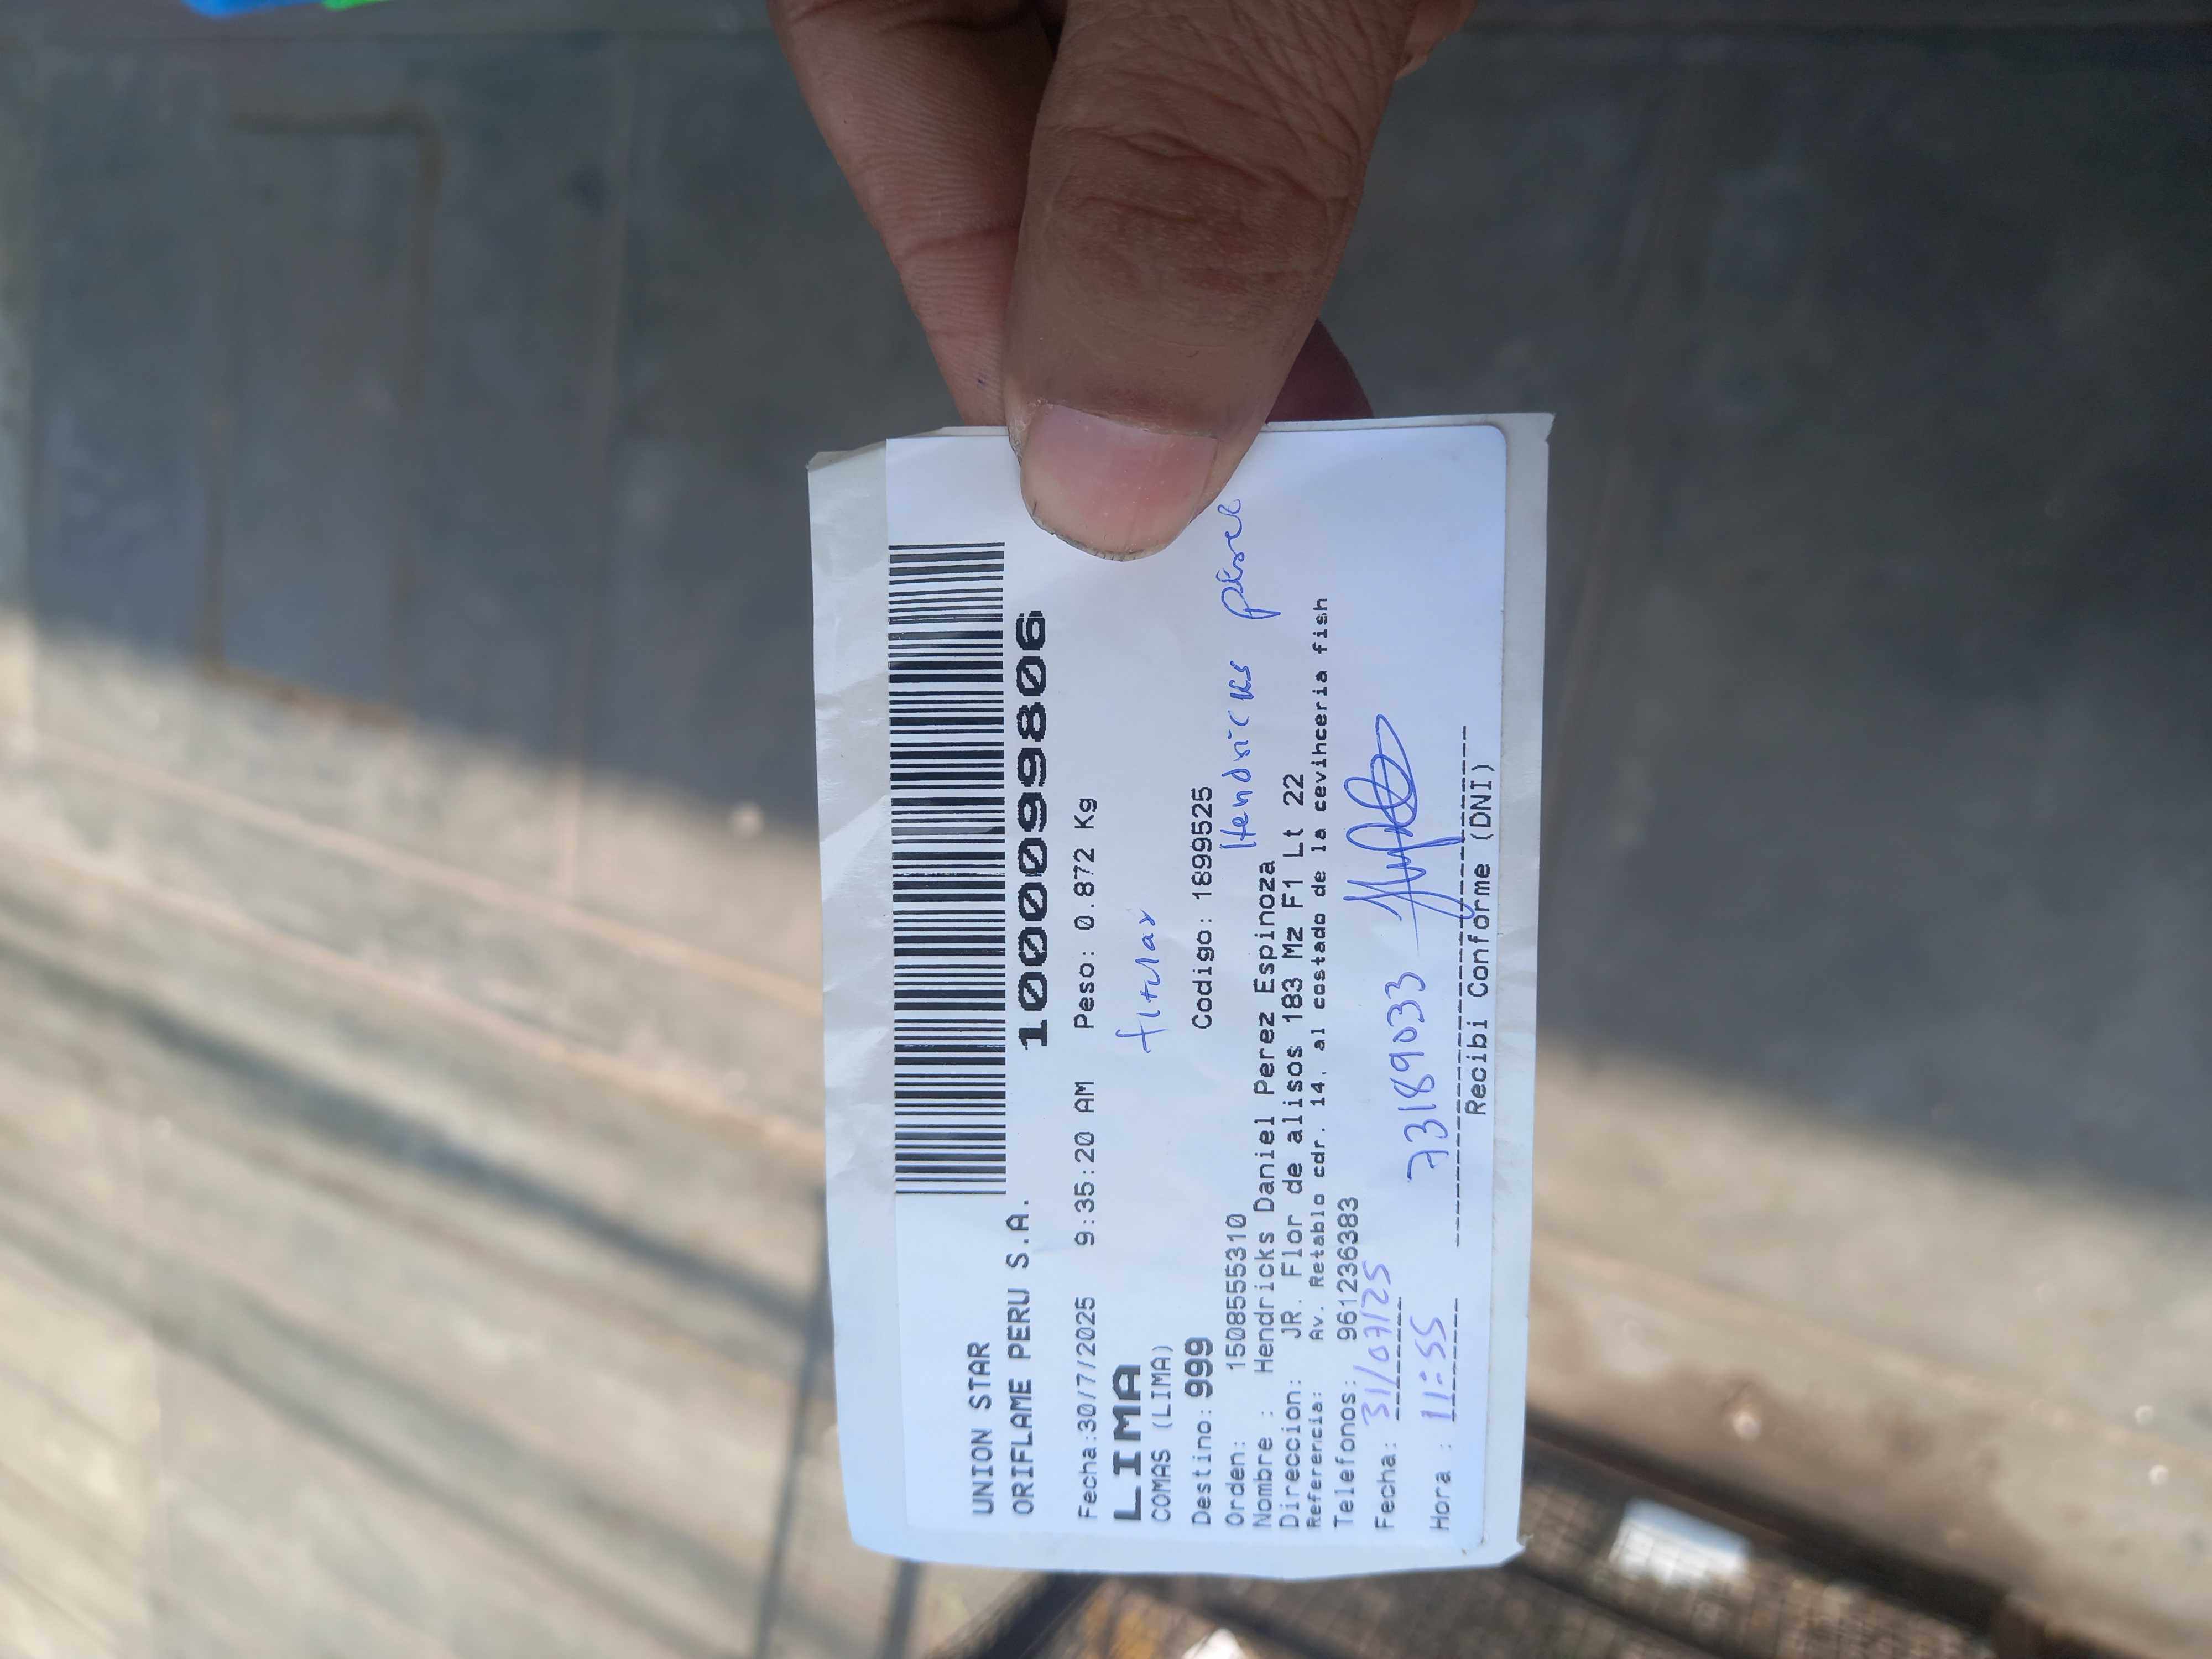 UNION STAR
ORIFLAME PERU S.A.
1000099806
Fecha:30/7/2025 9:35:20 AM Peso: 0.872 Kg
LIMA
titular
COMAS (LIMA)
Destino:999 Codigo: 1899525
Orden: 1508555310
Hendricks perez
Nombre : Hendricks Daniel Perez Espinoza
Direccion: JR. Flor de alisos 183 Mz F1 Lt 22
Referencia: Av. Retablo cdr. 14. al costado de la cevihceria fish
Telefonos: 961236383
Fecha: 31/07/25
73189033
Hora : 11:55
Recibi Conforme (DNI)